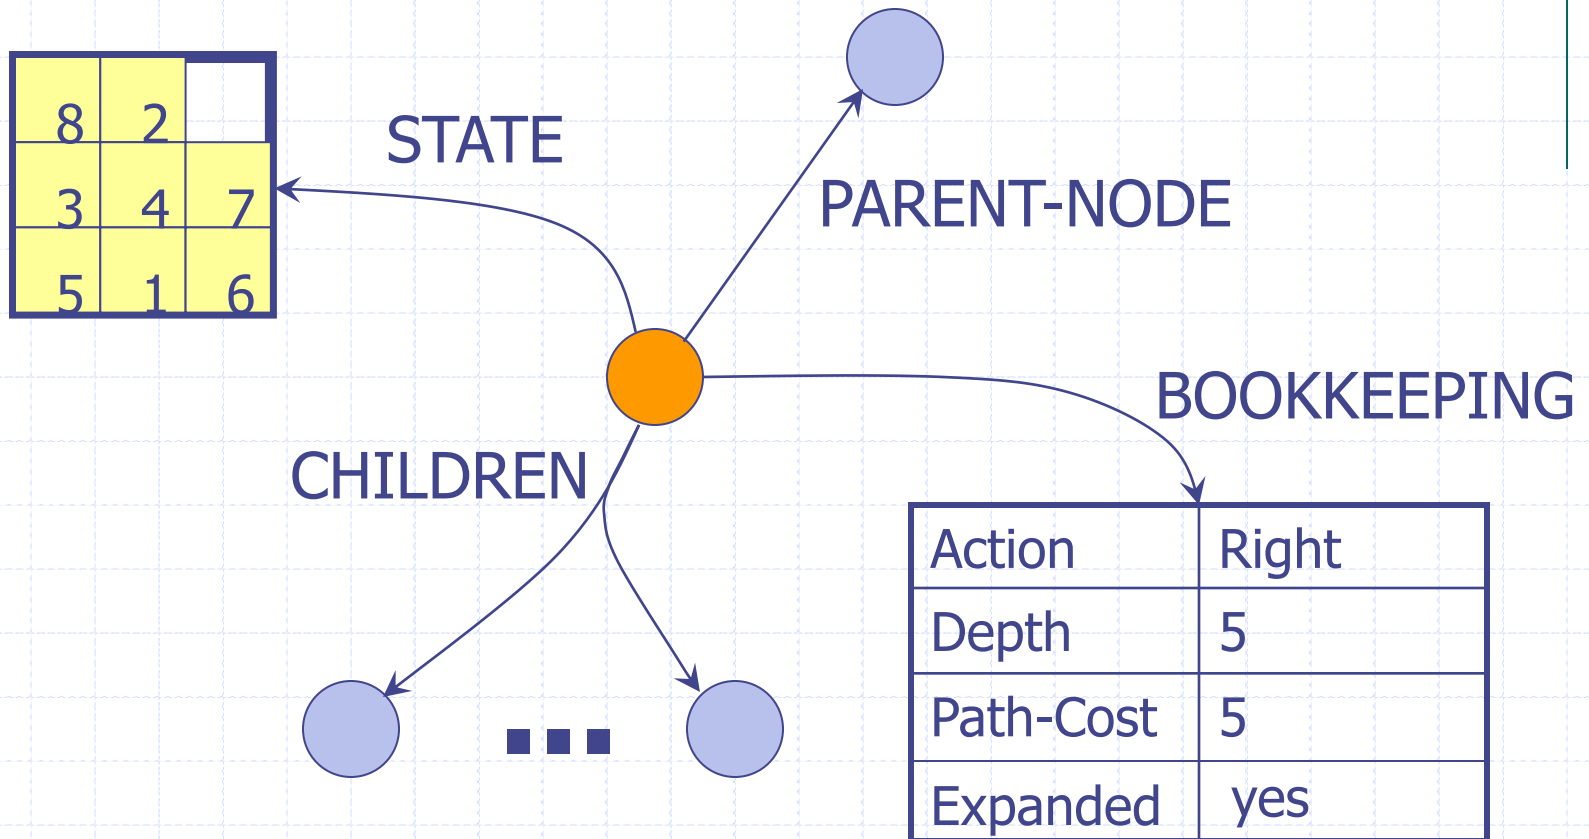 8 2
3 4 7
5 1 6
STATE
PARENT-NODE
BOOKKEEPING
CHILDREN
Action Right
Depth 5
Path-Cost 5
Expanded yes